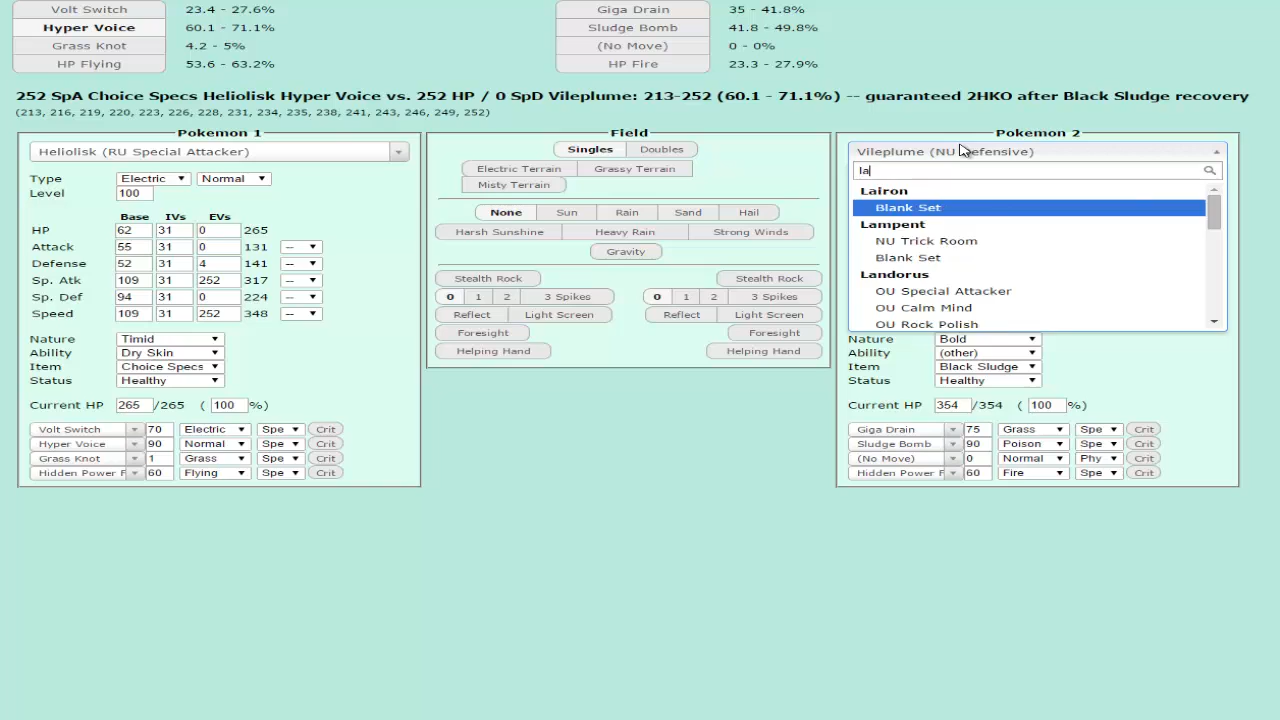 Volt Switch 23.4 - 27.6%
Hyper Voice 60.1 - 71.1%
Grass Knot 4.2 - 5%
HP Flying 53.6 - 63.2%
Giga Drain 35 - 41.8%
Sludge Bomb 41.8 - 49.8%
(No Move) 0 - 0%
HP Fire 23.3 - 27.9%
252 SpA Choice Specs Heliolisk Hyper Voice vs. 252 HP / 0 SpD Vileplume: 213-252 (60.1 - 71.1%) -- guaranteed 2HKO after Black Sludge recovery
(213, 216, 219, 220, 223, 226, 228, 231, 234, 235, 238, 241, 243, 246, 249, 252)
Pokemon 1
Heliolisk (RU Special Attacker)
Type Electric Normal
Level 100
Base IVs EVs
HP 62 31 0 265
Attack 55 31 0 131 --
Defense 52 31 4 141 --
Sp. Atk 109 31 252 317 --
Sp. Def 94 31 0 224 --
Speed 109 31 252 348 --
Nature Timid
Ability Dry Skin
Item Choice Specs
Status Healthy
Current HP 265 /265 ( 100 %)
Volt Switch 70 Electric Spe Crit
Hyper Voice 90 Normal Spe Crit
Grass Knot 1 Grass Spe Crit
Hidden Power F 60 Flying Spe Crit
Field
Singles Doubles
Electric Terrain Grassy Terrain
Misty Terrain
None Sun Rain Sand Hail
Harsh Sunshine Heavy Rain Strong Winds
Gravity
Stealth Rock Stealth Rock
0 1 2 3 Spikes 0 1 2 3 Spikes
Reflect Light Screen Reflect Light Screen
Foresight Foresight
Helping Hand Helping Hand
Pokemon 2
Vileplume (NU Defensive)
la
Lairon
Blank Set
Lampent
NU Trick Room
Blank Set
Landorus
OU Special Attacker
OU Calm Mind
OU Rock Polish
Nature Bold
Ability (other)
Item Black Sludge
Status Healthy
Current HP 354 /354 ( 100 %)
Giga Drain 75 Grass Spe Crit
Sludge Bomb 90 Poison Spe Crit
(No Move) 0 Normal Phy Crit
Hidden Power F 60 Fire Spe Crit